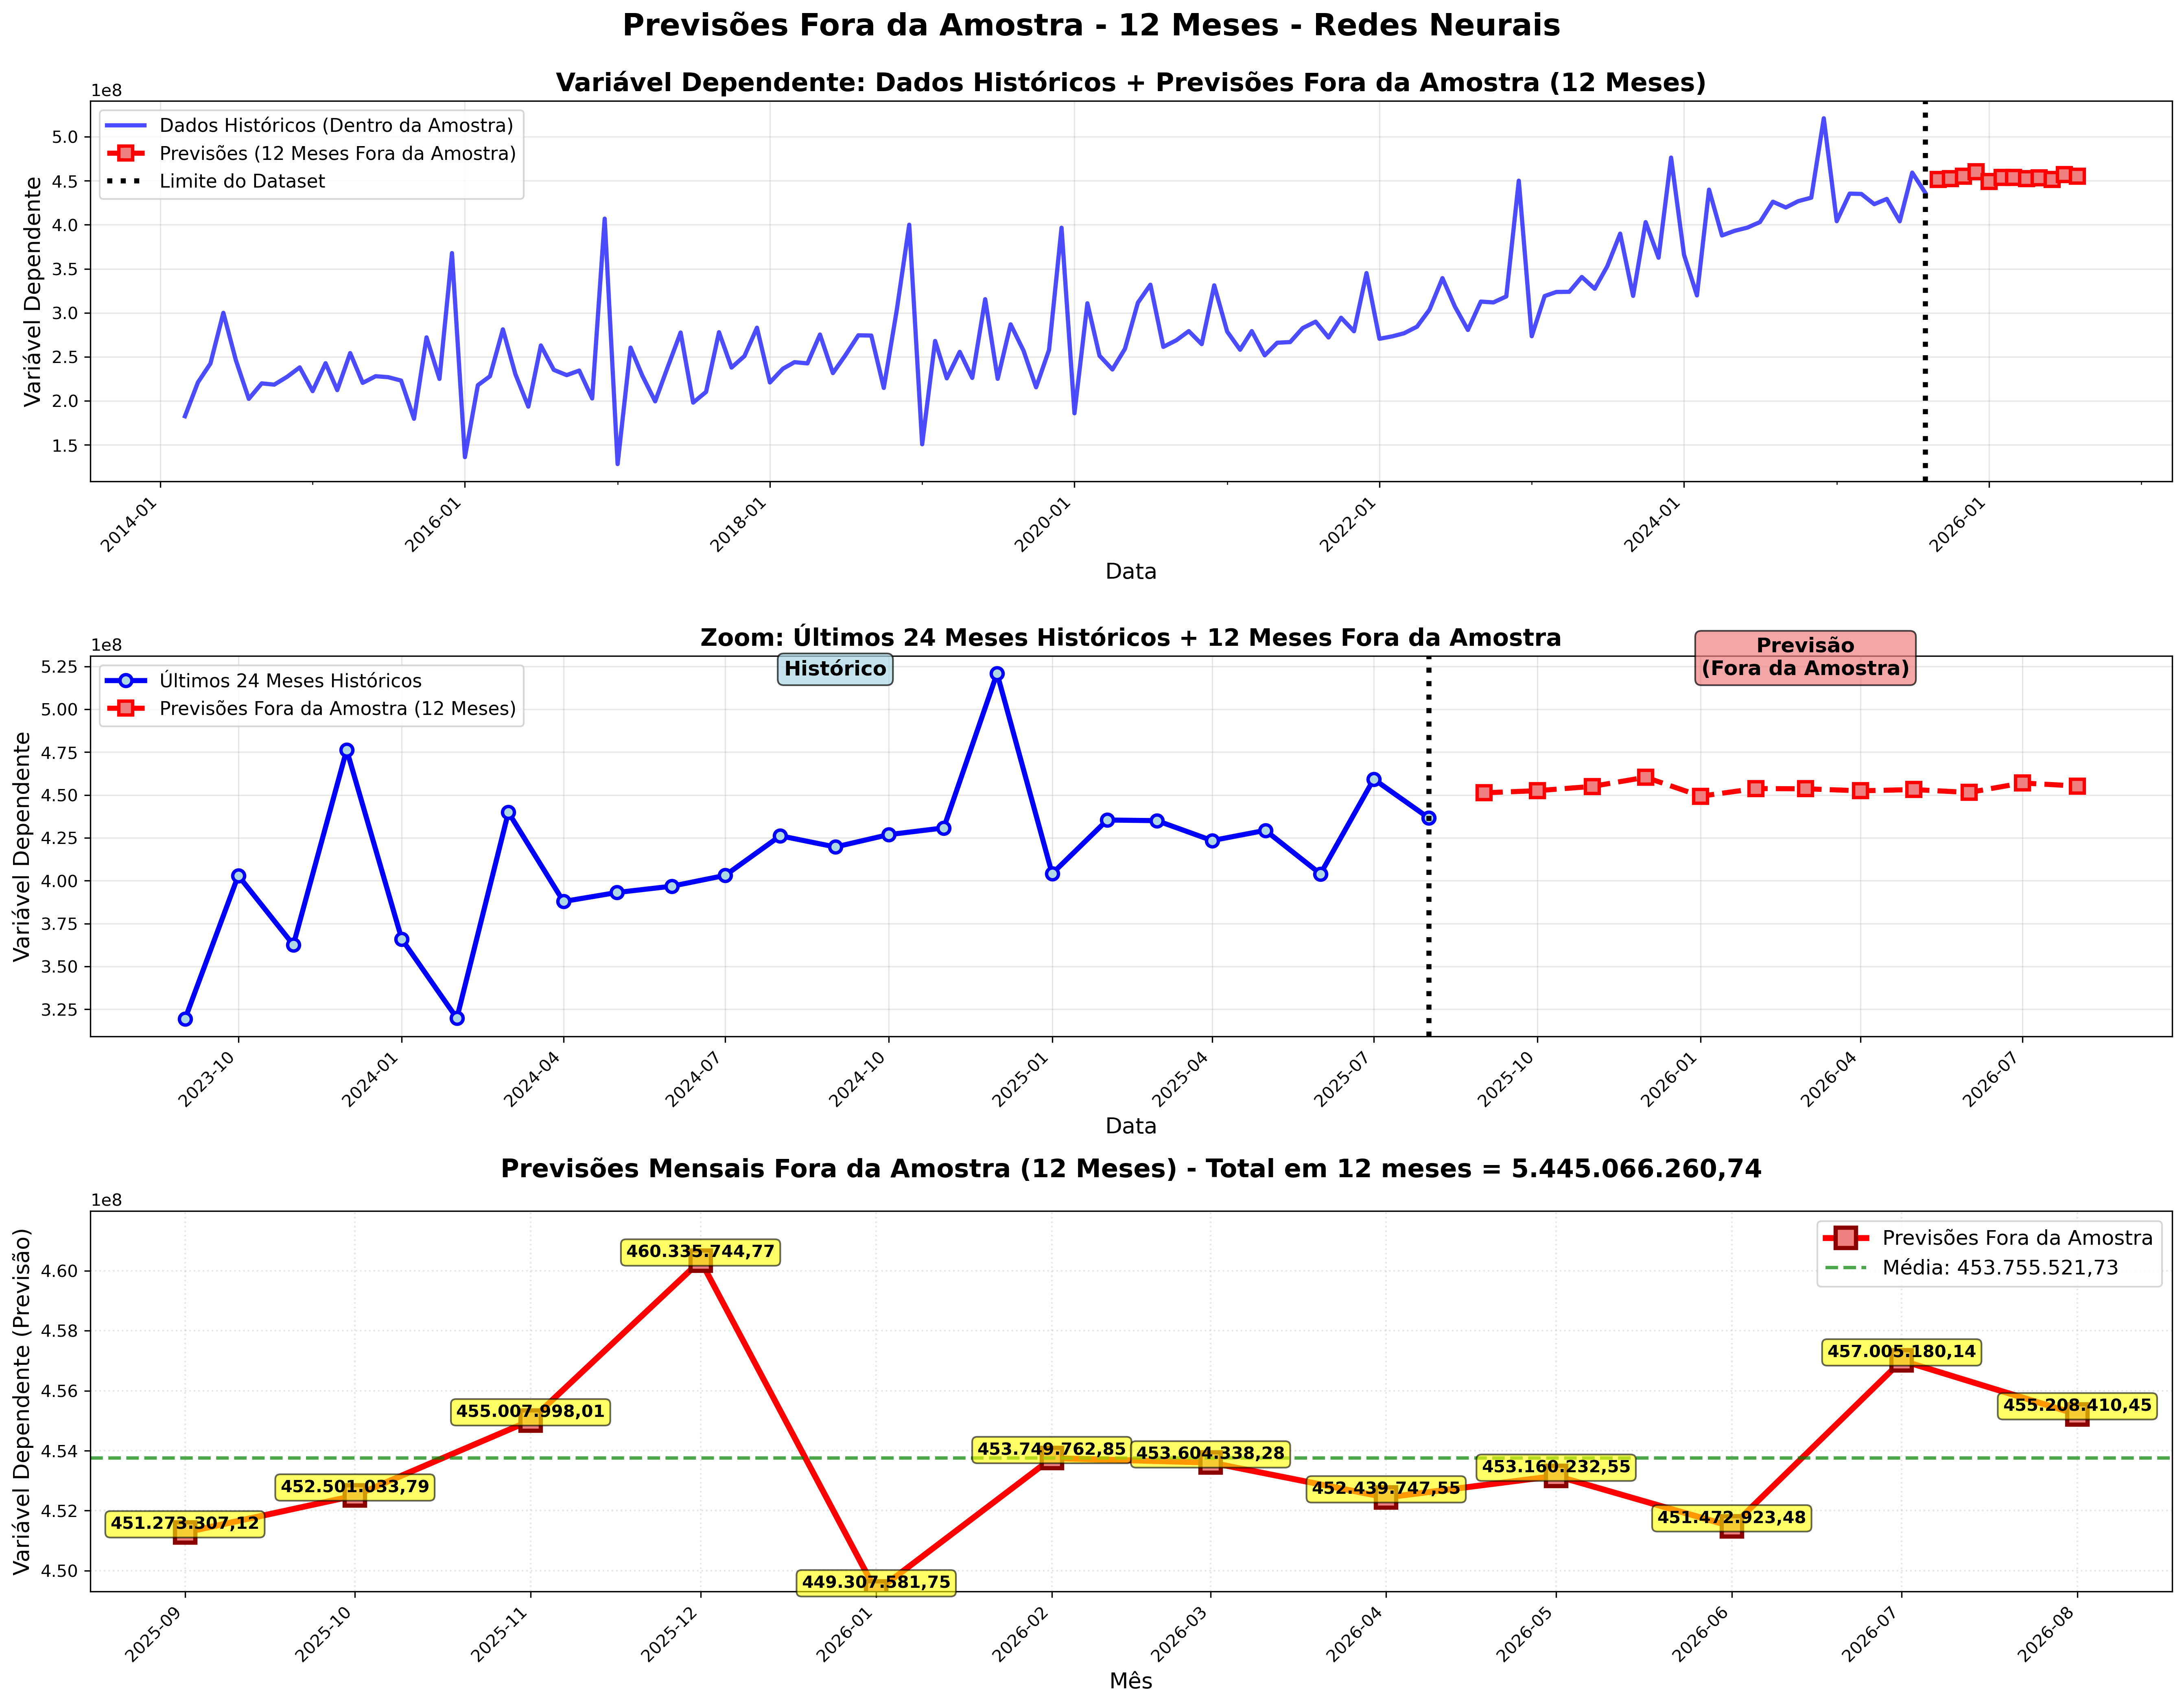 Previsões Fora da Amostra - 12 Meses - Redes Neurais
Variável Dependente: Dados Históricos + Previsões Fora da Amostra (12 Meses)
1e8
Dados Históricos (Dentro da Amostra)
Previsões (12 Meses Fora da Amostra)
Limite do Dataset
Variável Dependente
5.0
4.5
4.0
3.5
3.0
2.5
2.0
1.5
2014-01
2016-01
2018-01
2020-01
2022-01
2024-01
2026-01
Data
Zoom: Últimos 24 Meses Históricos + 12 Meses Fora da Amostra
1e8
Últimos 24 Meses Históricos
Previsões Fora da Amostra (12 Meses)
Histórico
Previsão
(Fora da Amostra)
Variável Dependente
5.25
5.00
4.75
4.50
4.25
4.00
3.75
3.50
3.25
2023-10
2024-01
2024-04
2024-07
2024-10
2025-01
2025-04
2025-07
2025-10
2026-01
2026-04
2026-07
Data
Previsões Mensais Fora da Amostra (12 Meses) - Total em 12 meses = 5.445.066.260,74
1e8
Previsões Fora da Amostra
Média: 453.755.521,73
Variável Dependente (Previsão)
4.60
4.58
4.56
4.54
4.52
4.50
451.273.307,12
452.501.033,79
455.007.998,01
460.335.744,77
449.307.581,75
453.749.762,85
453.604.338,28
452.439.747,55
453.160.232,55
451.472.923,48
457.005.180,14
455.208.410,45
2025-09
2025-10
2025-11
2025-12
2026-01
2026-02
2026-03
2026-04
2026-05
2026-06
2026-07
2026-08
Mês